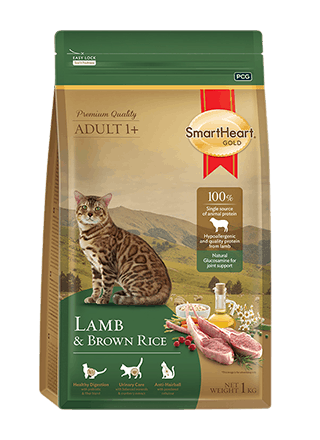 EASY LOCK
PCG
Premium Quality
ADULT 1+
SmartHeart
GOLD
100%
Single source
of animal protein
Hypoallergenic
and quality protein
from lamb
Natural
Glucosamine for
joint support
LAMB
& BROWN RICE
Healthy Digestion
Urinary Care
Anti Hairball
NET
WEIGHT 1 KG